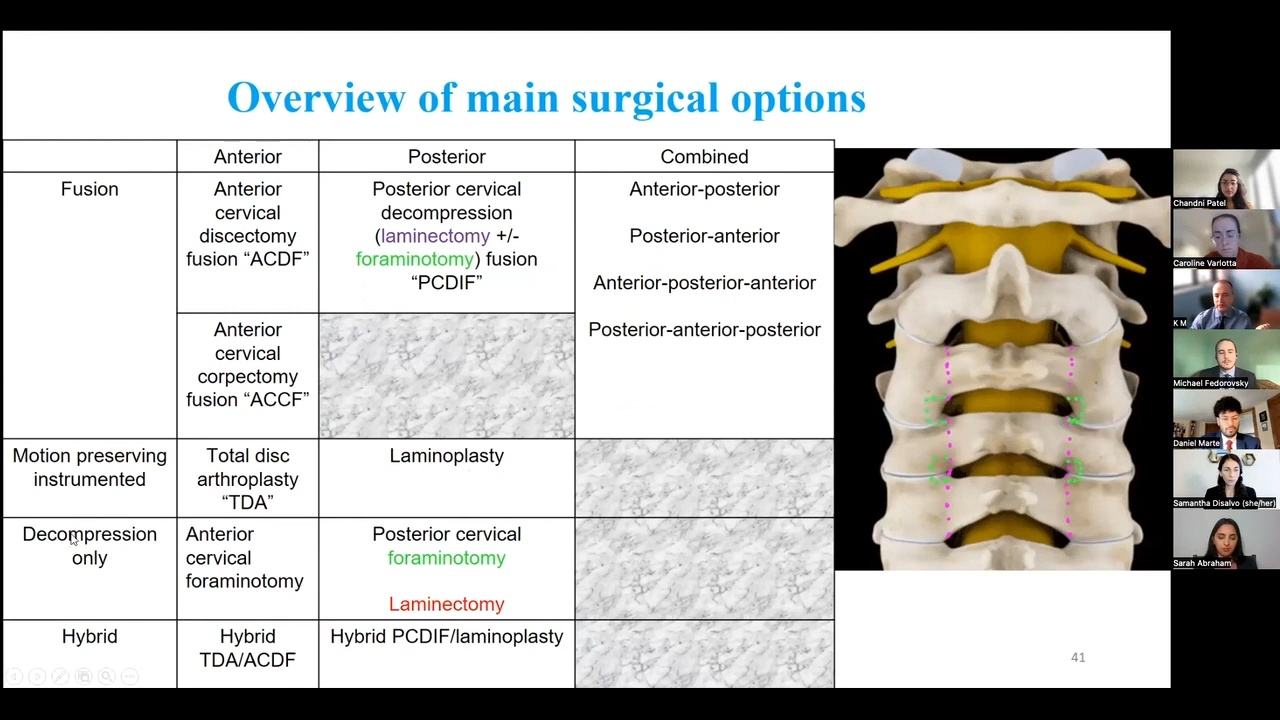 Overview of main surgical options
Anterior
Posterior
Combined
Fusion
Anterior
cervical
discectomy
fusion “ACDF”
Posterior cervical
decompression
(laminectomy +/-
foraminotomy) fusion
“PCDIF”
Anterior-posterior
Posterior-anterior
Anterior-posterior-anterior
Posterior-anterior-posterior
Anterior
cervical
corpectomy
fusion “ACCF”
Motion preserving
instrumented
Total disc
arthroplasty
“TDA”
Laminoplasty
Decompression
only
Anterior
cervical
foraminotomy
Posterior cervical
foraminotomy
Laminectomy
Hybrid
Hybrid
TDA/ACDF
Hybrid PCDIF/laminoplasty
41
Chandni Patel
Caroline Varlotta
K M
Michael Fedorovsky
Daniel Marte
Samantha Disalvo (she/her)
Sarah Abraham